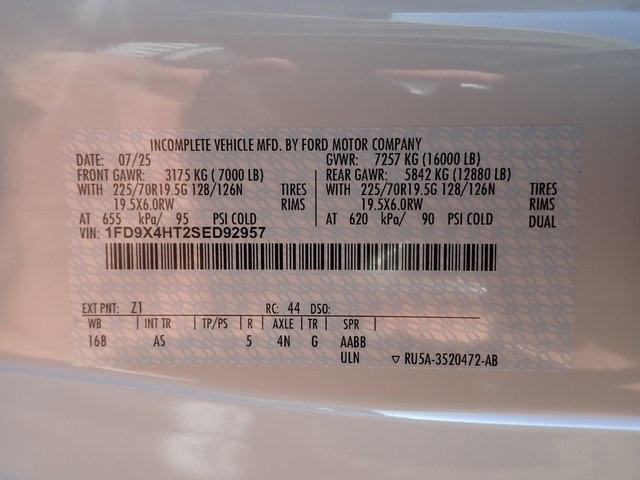 INCOMPLETE VEHICLE MFD. BY FORD MOTOR COMPANY
DATE: 07/25 GVWR: 7257 KG (16000 LB)
FRONT GAWR: 3175 KG ( 7000 LB) REAR GAWR: 5842 KG (12880 LB)
WITH 225/70R19.5G 128/126N TIRES WITH 225/70R19.5G 128/126N TIRES
19.5X6.0RW RIMS 19.5X6.0RW RIMS
AT 655 kPa/ 95 PSI COLD AT 620 kPa/ 90 PSI COLD DUAL
VIN: 1FD9X4HT2SED92957
EXT PNT: Z1 RC: 44 DSO:
WB INT TR TP/PS R AXLE TR SPR
168 AS 5 4N G AABB
ULN ▽ RU5A-3520472-AB